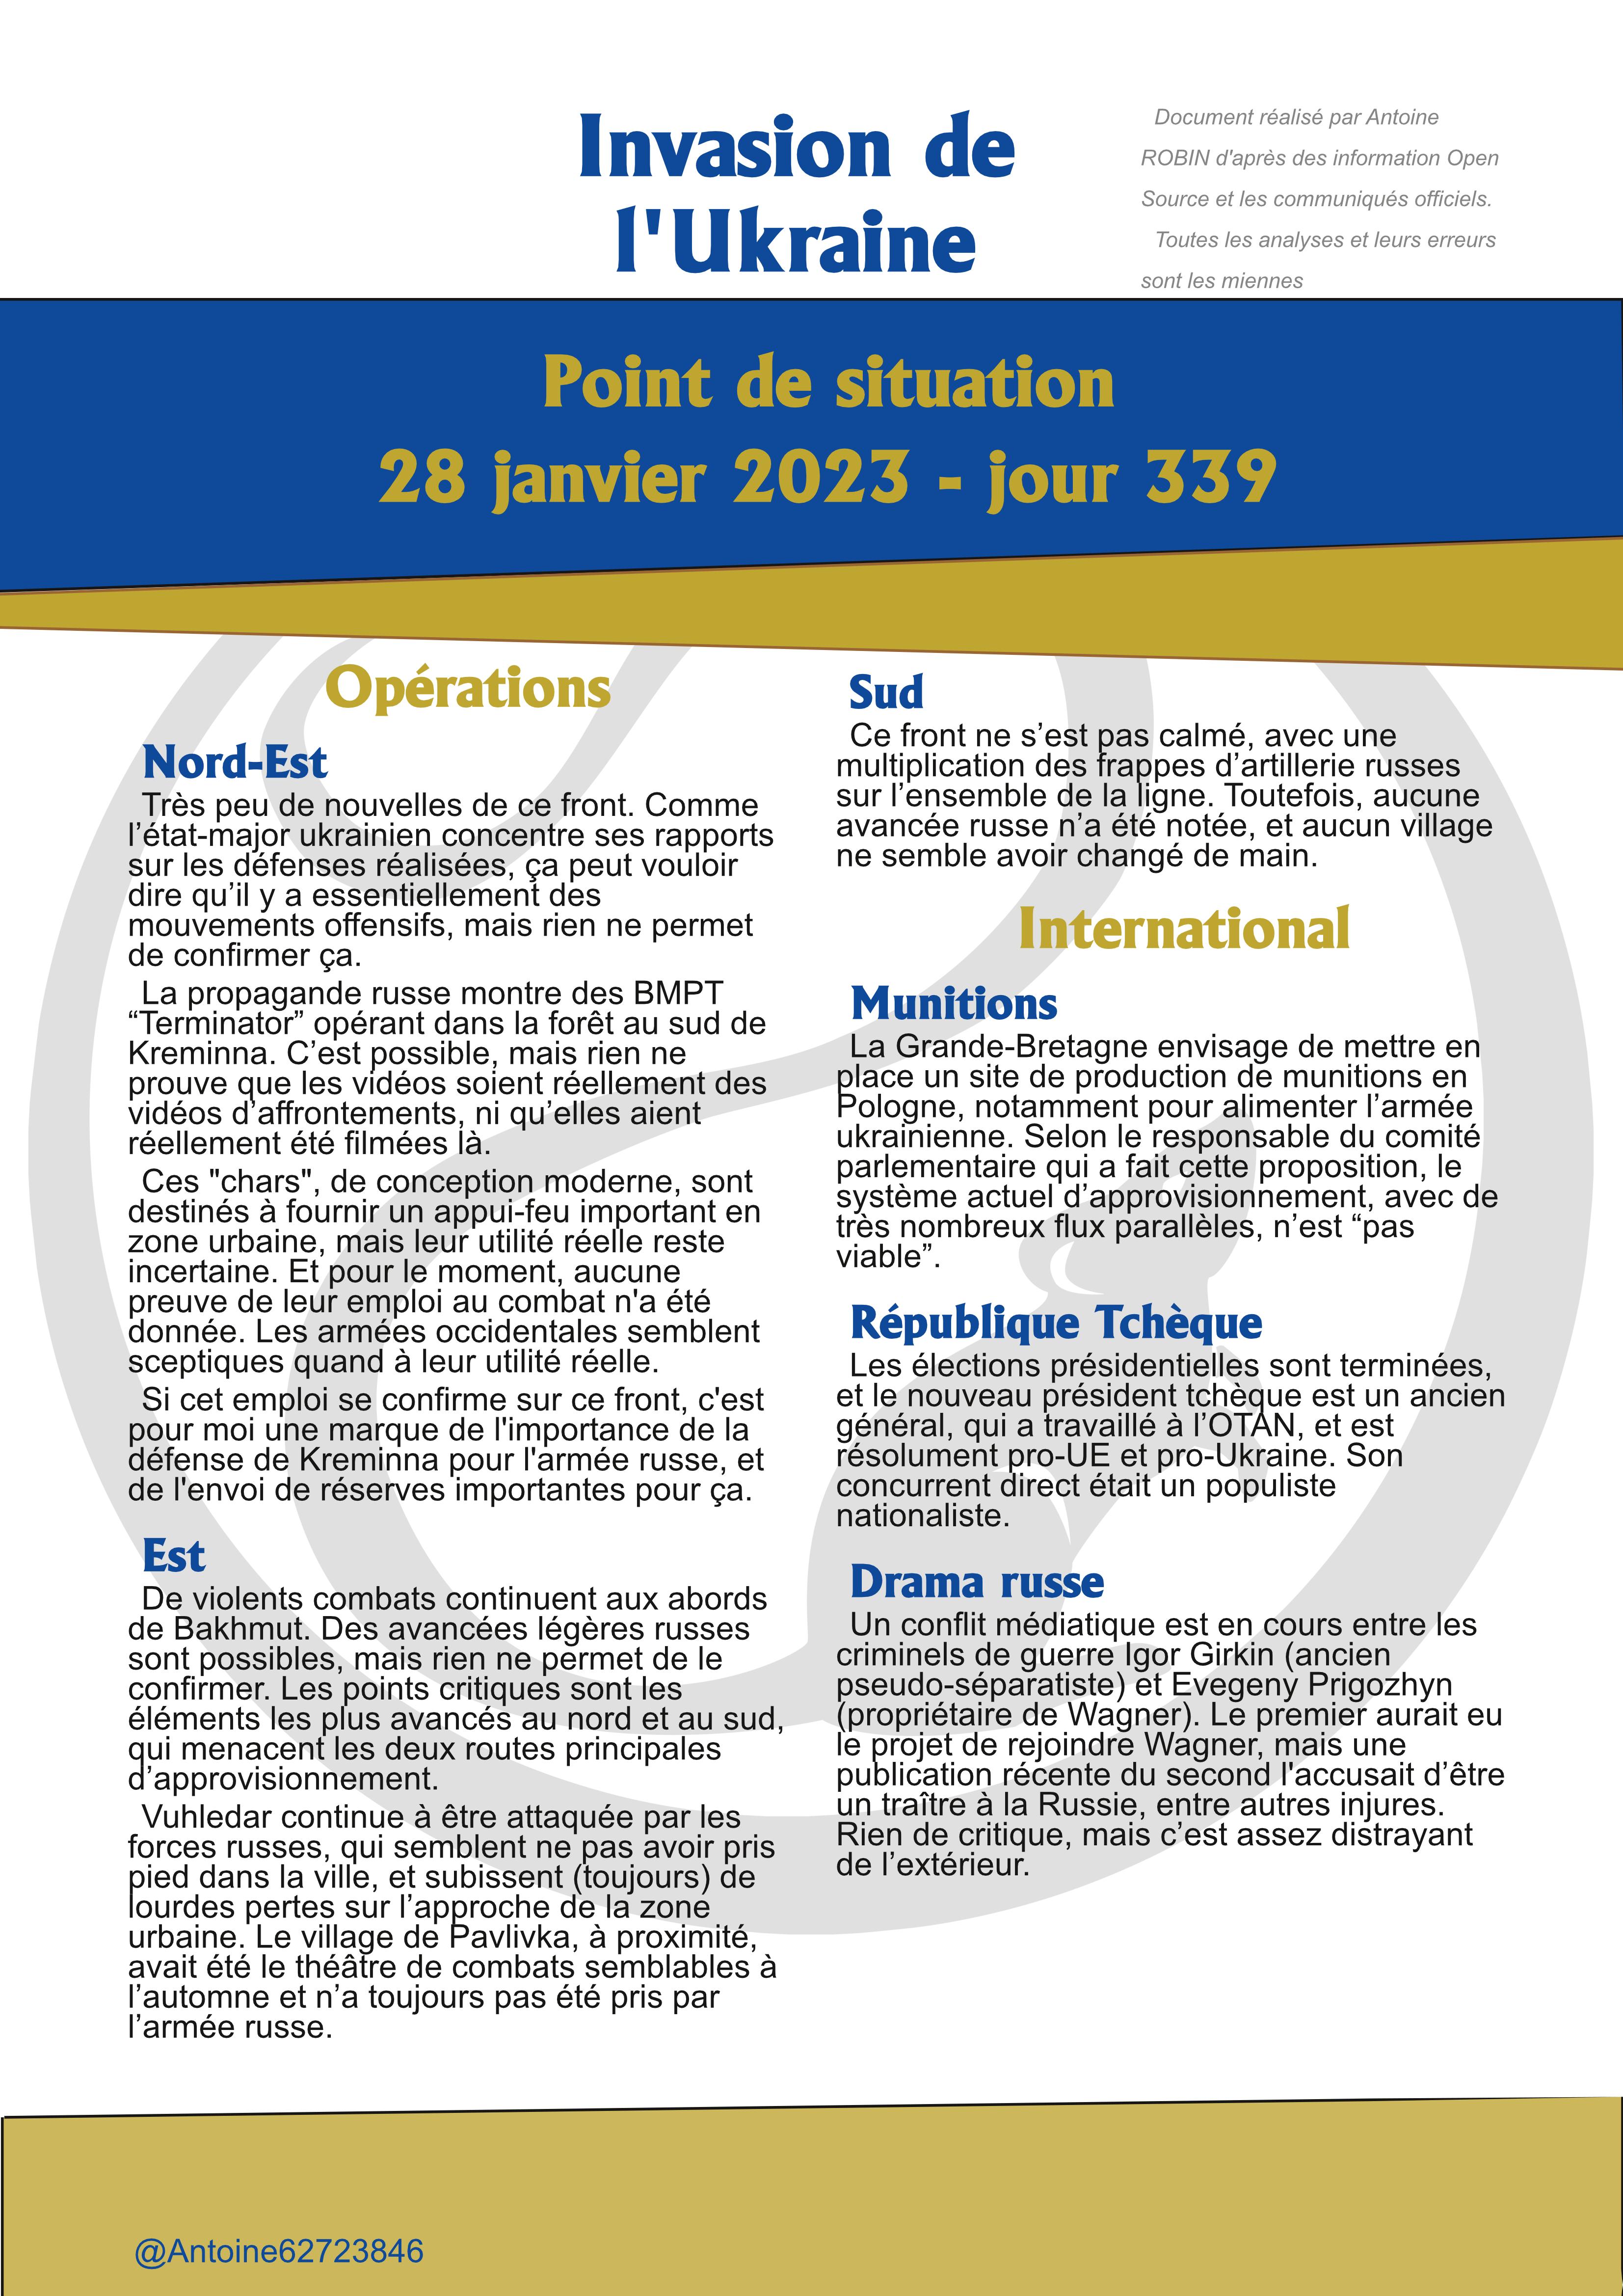 Invasion de
l'Ukraine
Document réalisé par Antoine
ROBIN d'après des information Open
Source et les communiqués officiels.
Toutes les analyses et leurs erreurs
sont les miennes
Point de situation
28 janvier 2023 - jour 339
Opérations
Nord-Est
Très peu de nouvelles de ce front. Comme
l’état-major ukrainien concentre ses rapports
sur les défenses réalisées, ça peut vouloir
dire qu’il y a essentiellement des
mouvements offensifs, mais rien ne permet
de confirmer ça.
La propagande russe montre des BMPT
“Terminator” opérant dans la forêt au sud de
Kreminna. C’est possible, mais rien ne
prouve que les vidéos soient réellement des
vidéos d’affrontements, ni qu’elles aient
réellement été filmées là.
Ces "chars", de conception moderne, sont
destinés à fournir un appui-feu important en
zone urbaine, mais leur utilité réelle reste
incertaine. Et pour le moment, aucune
preuve de leur emploi au combat n'a été
donnée. Les armées occidentales semblent
sceptiques quand à leur utilité réelle.
Si cet emploi se confirme sur ce front, c'est
pour moi une marque de l'importance de la
défense de Kreminna pour l'armée russe, et
de l'envoi de réserves importantes pour ça.
Est
De violents combats continuent aux abords
de Bakhmut. Des avancées légères russes
sont possibles, mais rien ne permet de le
confirmer. Les points critiques sont les
éléments les plus avancés au nord et au sud,
qui menacent les deux routes principales
d’approvisionnement.
Vuhledar continue à être attaquée par les
forces russes, qui semblent ne pas avoir pris
pied dans la ville, et subissent (toujours) de
lourdes pertes sur l’approche de la zone
urbaine. Le village de Pavlivka, à proximité,
avait été le théâtre de combats semblables à
l’automne et n’a toujours pas été pris par
l’armée russe.
Sud
Ce front ne s’est pas calmé, avec une
multiplication des frappes d’artillerie russes
sur l’ensemble de la ligne. Toutefois, aucune
avancée russe n’a été notée, et aucun village
ne semble avoir changé de main.
International
Munitions
La Grande-Bretagne envisage de mettre en
place un site de production de munitions en
Pologne, notamment pour alimenter l’armée
ukrainienne. Selon le responsable du comité
parlementaire qui a fait cette proposition, le
système actuel d’approvisionnement, avec de
très nombreux flux parallèles, n’est “pas
viable”.
République Tchèque
Les élections présidentielles sont terminées,
et le nouveau président tchèque est un ancien
général, qui a travaillé à l’OTAN, et est
résolument pro-UE et pro-Ukraine. Son
concurrent direct était un populiste
nationaliste.
Drama russe
Un conflit médiatique est en cours entre les
criminels de guerre Igor Girkin (ancien
pseudo-séparatiste) et Evegeny Prigozhyn
(propriétaire de Wagner). Le premier aurait eu
le projet de rejoindre Wagner, mais une
publication récente du second l'accusait d’être
un traître à la Russie, entre autres injures.
Rien de critique, mais c’est assez distrayant
de l’extérieur.
@Antoine62723846